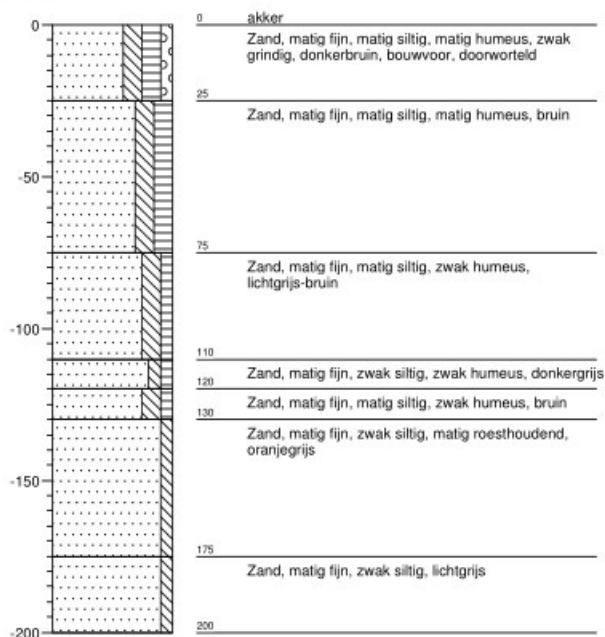 0
0 akker
Zand, matig fijn, matig siltig, matig humeus, zwak
grindig, donkerbruin, bouwvoor, doorworteld
25
Zand, matig fijn, matig siltig, matig humeus, bruin
-50
75
Zand, matig fijn, matig siltig, zwak humeus,
lichtgrijs-bruin
-100
110
Zand, matig fijn, zwak siltig, zwak humeus, donkergrijs
120
Zand, matig fijn, matig siltig, zwak humeus, bruin
130
Zand, matig fijn, zwak siltig, matig roesthoudend,
oranjegrijs
-150
175
Zand, matig fijn, zwak siltig, lichtgrijs
-200
200